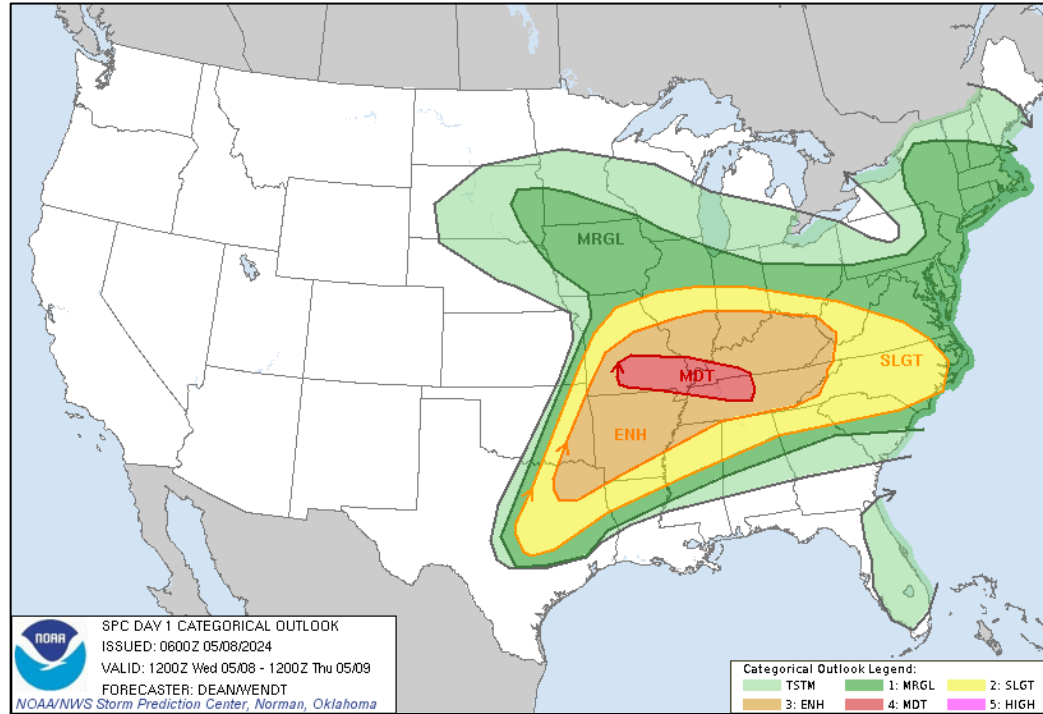 MRGL
SLGT
MDT
ENH
SPC DAY 1 CATEGORICAL OUTLOOK
ISSUED: 0600Z 05/08/2024
VALID: 1200Z Wed 05/08 - 1200Z Thu 05/09
FORECASTER: DEAN/WENDT
NOAA/NWS Storm Prediction Center, Norman, Oklahoma
NOAA
Categorical Outlook Legend:
TSTM 1: MRGL 2: SLGT
3: ENH 4: MDT 5: HIGH